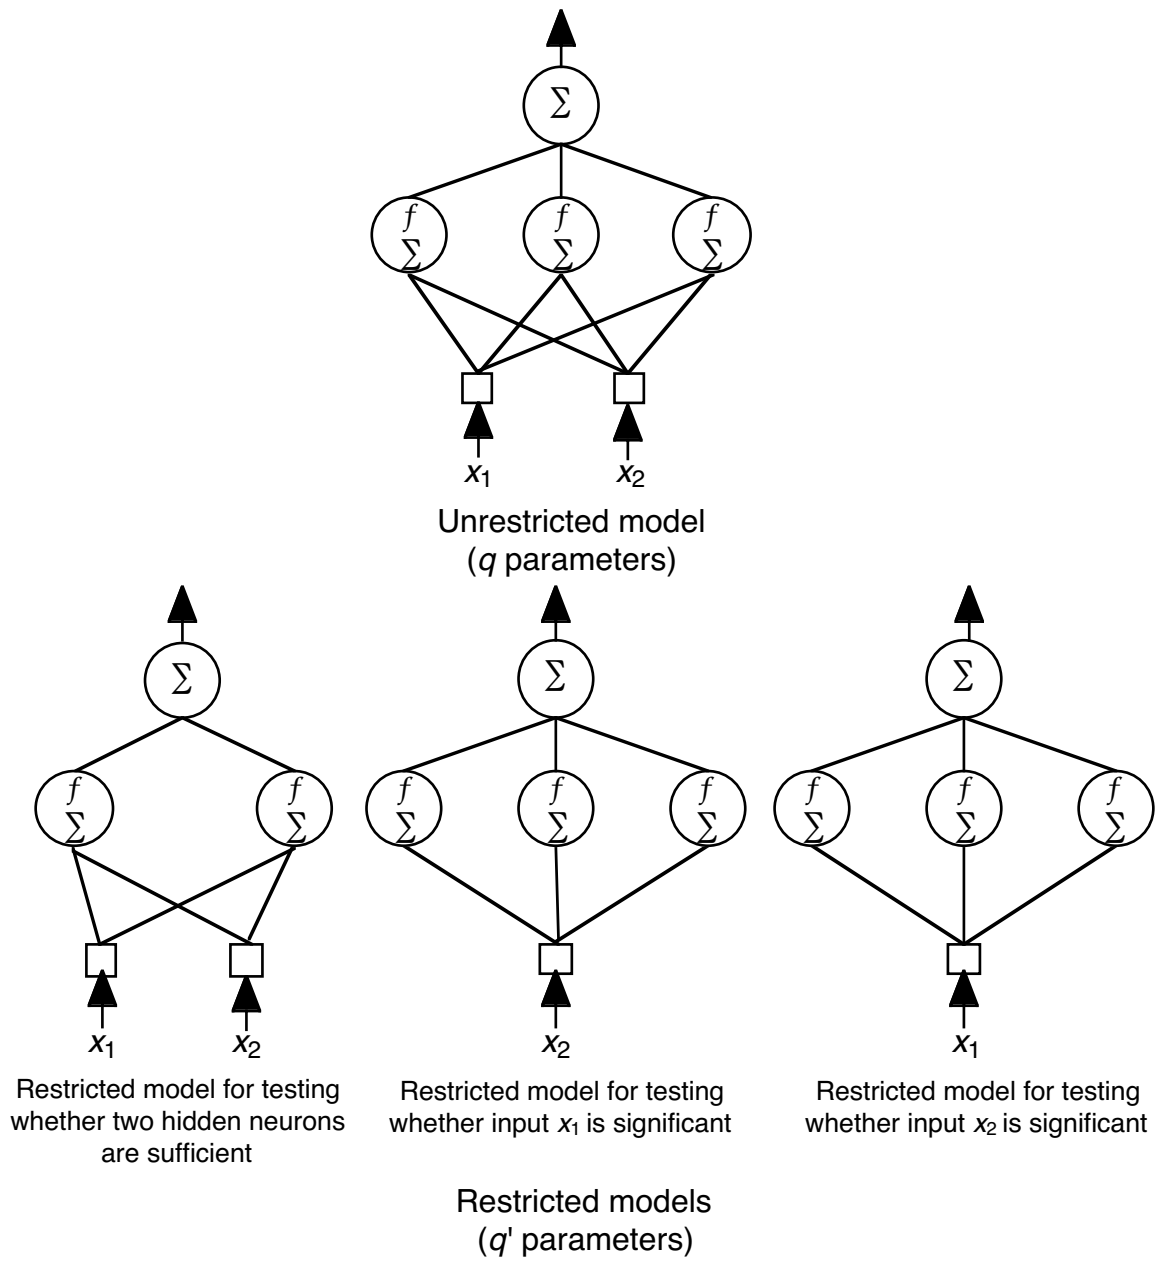 Σ
f f f
Σ Σ Σ
x1 x2
Unrestricted model
(q parameters)
Σ Σ Σ
f f f f f f f f
Σ Σ Σ Σ Σ Σ Σ Σ
x1 x2 x2 x1
Restricted model for testing
whether two hidden neurons
are sufficient
Restricted model for testing
whether input x1 is significant
Restricted model for testing
whether input x2 is significant
Restricted models
(q' parameters)